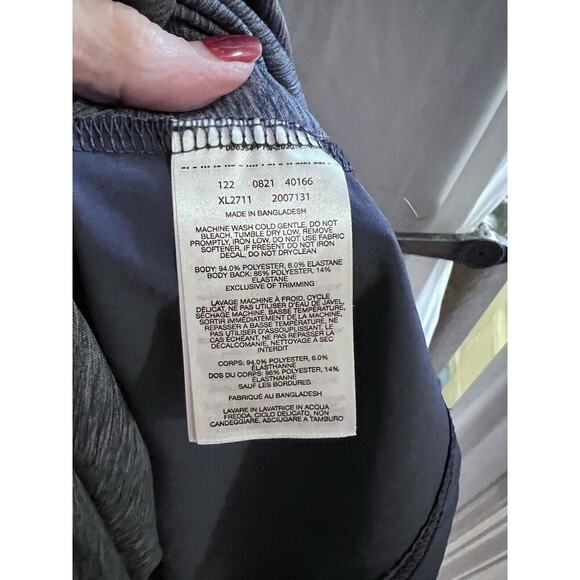 122 0821 40166
XL2711 2007131
MADE IN BANGLADESH
MACHINE WASH COLD GENTLE, DO NOT
BLEACH, TUMBLE DRY LOW, REMOVE
PROMPTLY, IRON LOW, DO NOT USE FABRIC
SOFTENER, IF PRESENT DO NOT IRON
DECAL, DO NOT DRYCLEAN
BODY: 94.0% POLYESTER, 6.0% ELASTANE
BODY BACK: 86% POLYESTER, 14%
ELASTANE
EXCLUSIVE OF TRIMMING
LAVAGE MACHINE À FROID, CYCLE
DÉLICAT, NE PAS UTILISER D'EAU DE JAVEL,
SÉCHAGE MACHINE, BASSE TEMPÉRATURE,
SORTIR IMMÉDIATEMENT DE LA MACHINE,
REPASSER À BASSE TEMPÉRATURE, NE PAS
UTILISER D'ASSOUPLISSANT, LE
CAS ÉCHÉANT, NE PAS REPASSER LA
DÉCALCOMANIE, NETTOYAGE À SEC
INTERDIT
CORPS: 94.0% POLYESTER, 6.0%
ÉLASTHANNE
DOS DU CORPS: 86% POLYESTER, 14%
ÉLASTHANNE
SAUF LES BORDURES
FABRIQUÉ AU BANGLADESH
LAVARE IN LAVATRICE IN ACQUA
FREDDA, CICLO DELICATO, NON
CANDEGGIARE, ASCIUGARE A TAMBURO